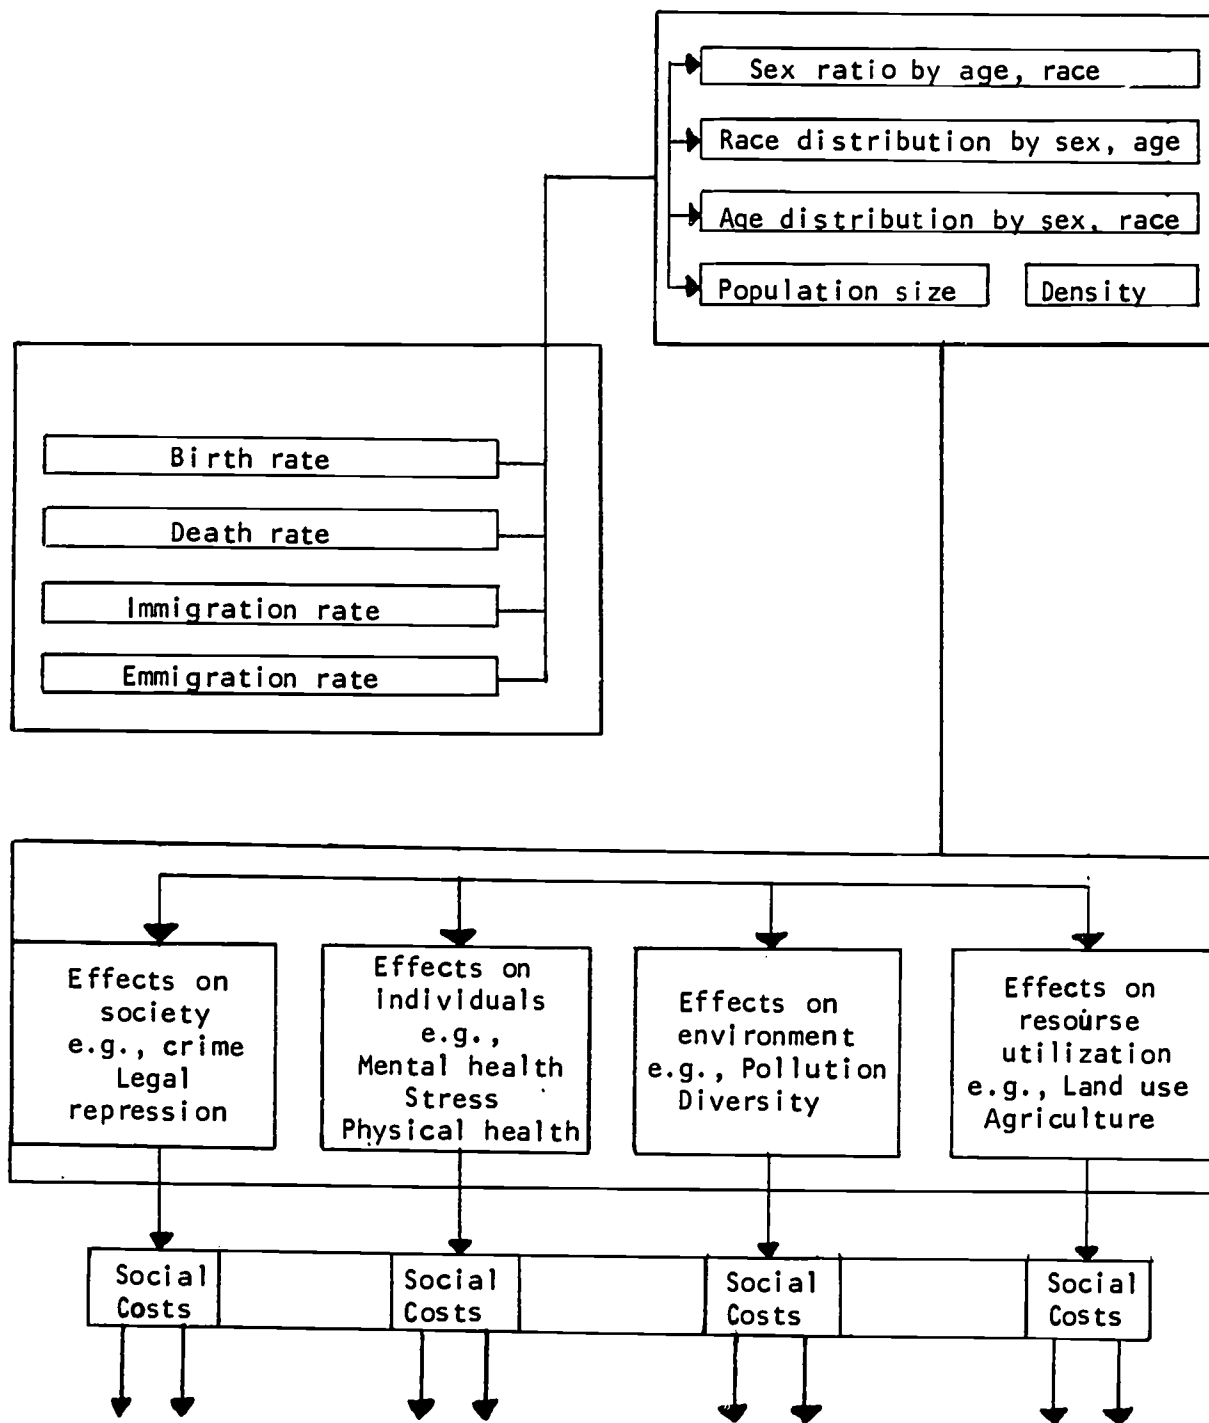 Sex ratio by age, race
Race distribution by sex, age
Age distribution by sex, race
Population size
Density
Birth rate
Death rate
Immigration rate
Emmigration rate
Effects on
society
e.g., crime
Legal
repression
Effects on
individuals
e.g.,
Mental health
Stress
Physical health
Effects on
environment
e.g., Pollution
Diversity
Effects on
resourse
utilization
e.g., Land use
Agriculture
Social
Costs
Social
Costs
Social
Costs
Social
Costs